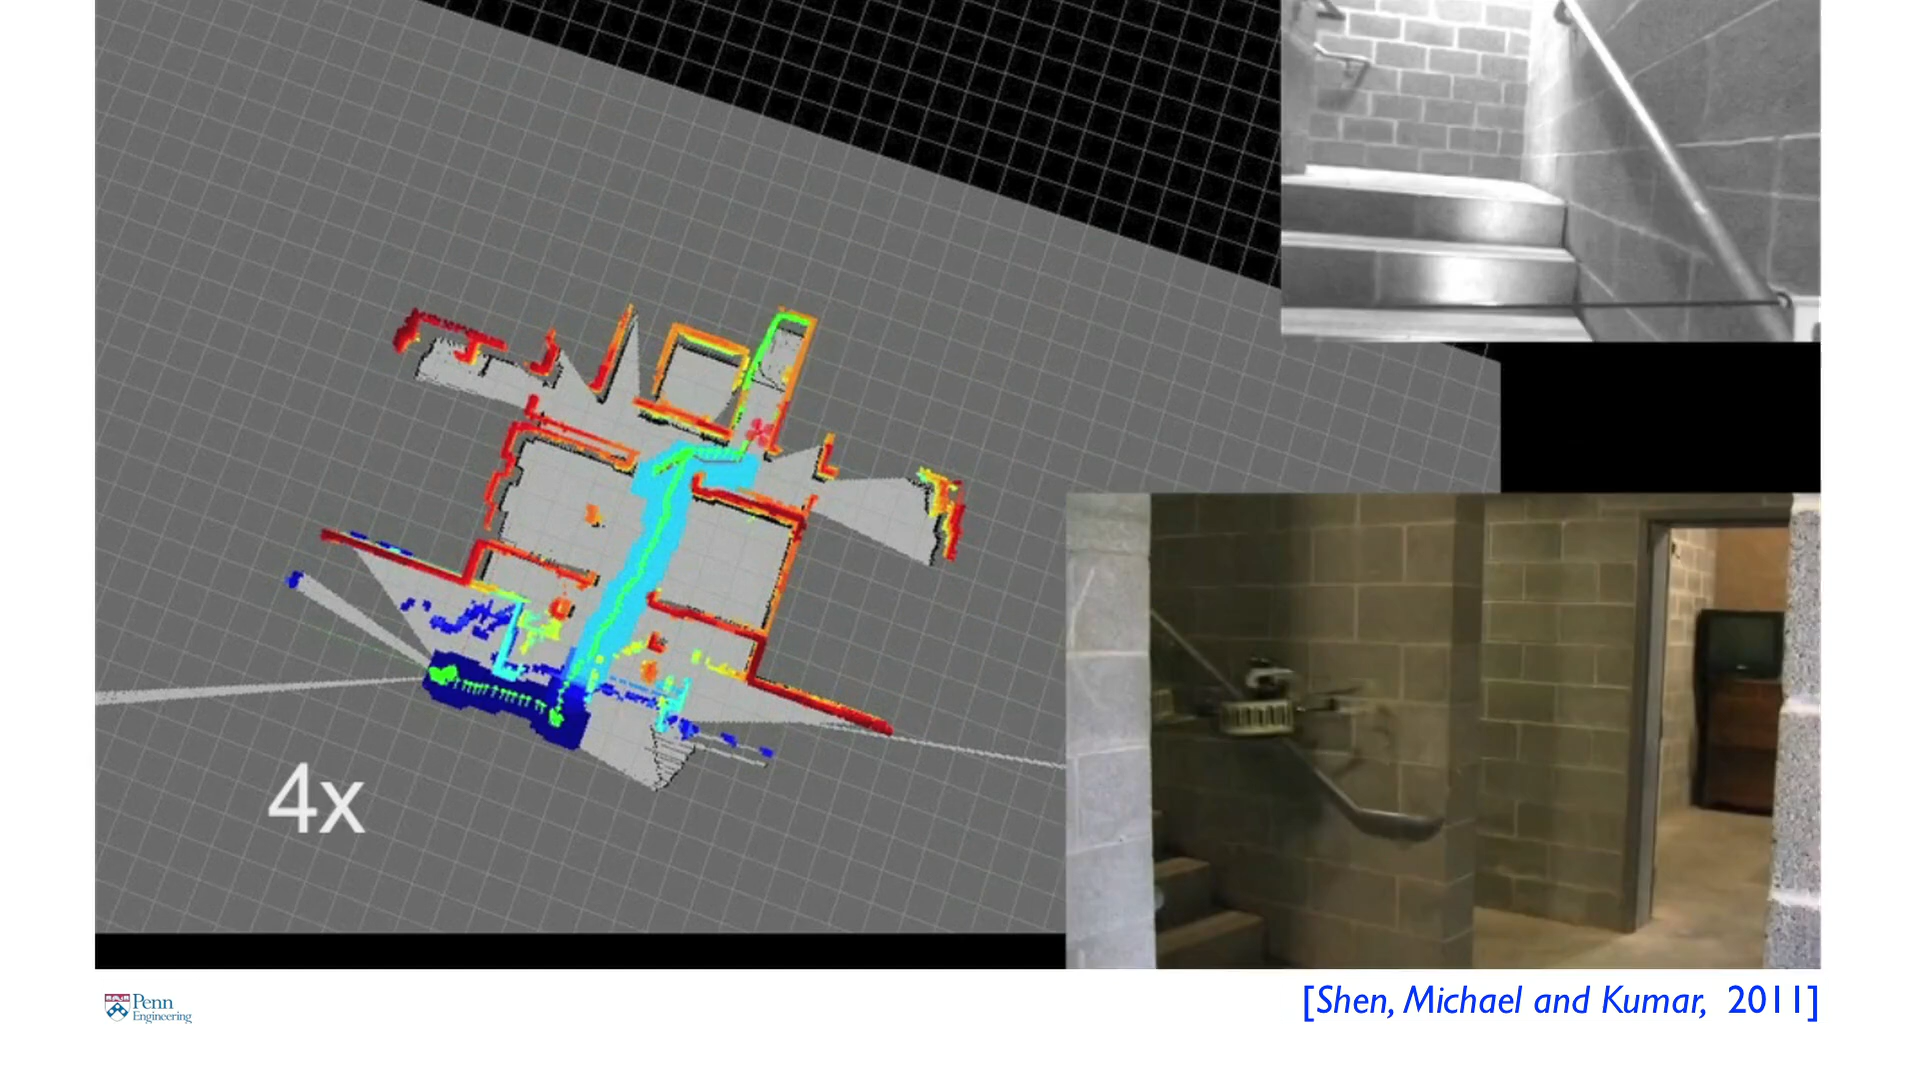 4x
Penn
Engineering
[Shen, Michael and Kumar, 2011]